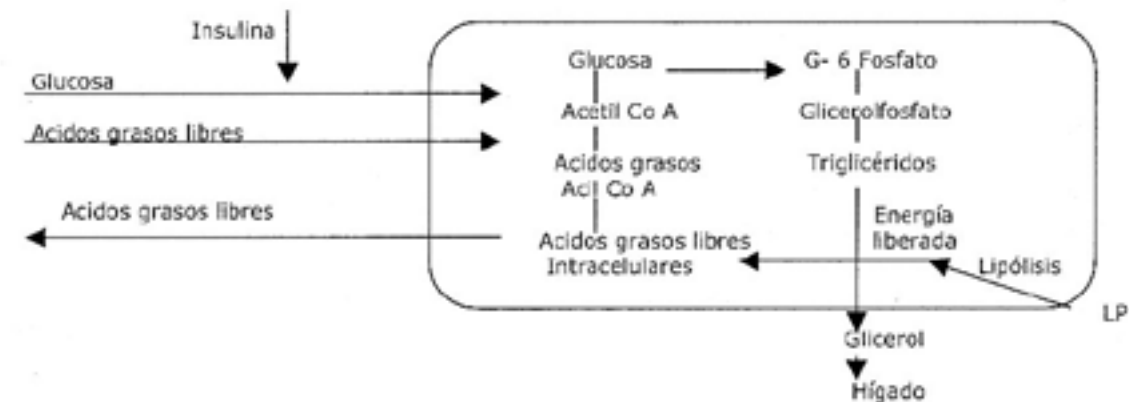 Insulina
Glucosa
Acidos grasos libres
Acidos grasos libres
Glucosa
G- 6 Fosfato
Acetil Co A
Glicerolfosfato
Acidos grasos
Acil Co A
Triglicéridos
Energía
liberada
Acidos grasos libres
Intracelulares
Lipólisis
LP
Glicerol
Hígado